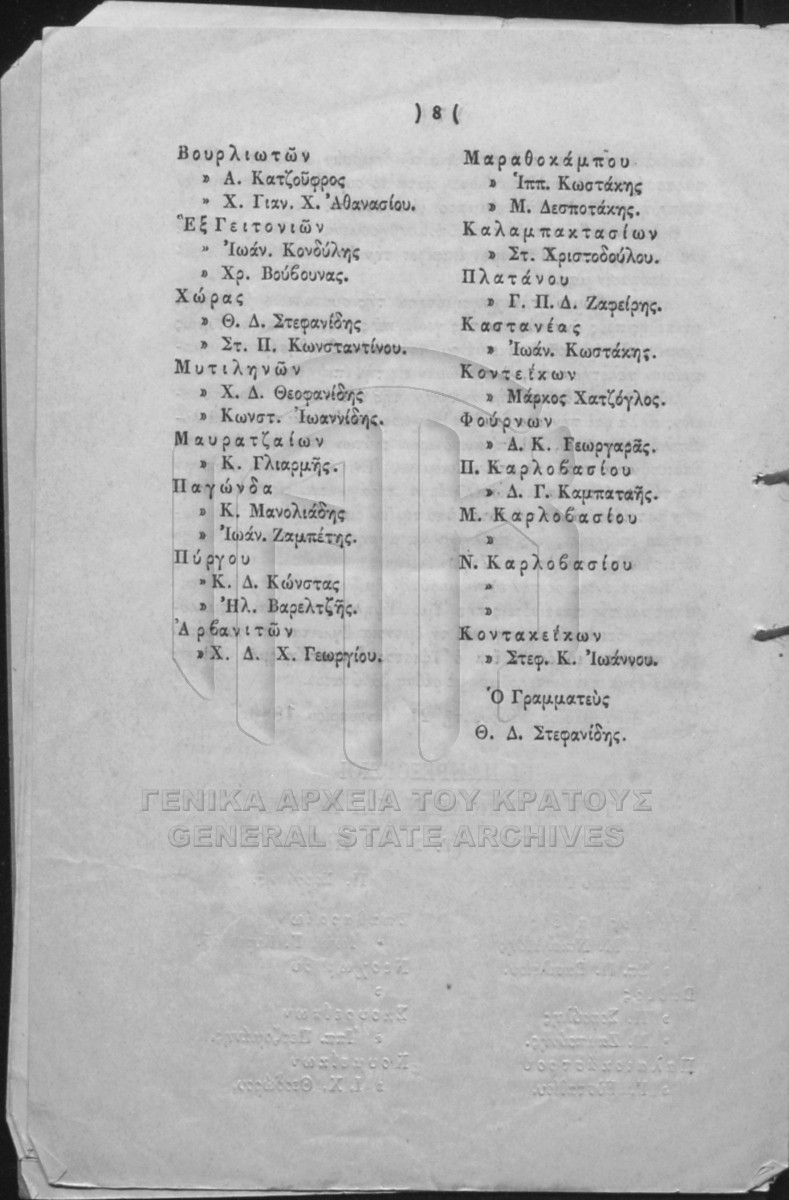 ) 8 (
Βουρλιωτῶν
» Α. Κατζοῦφρος
» Χ. Γιαν. Χ. Ἀθανασίου.
Ἔξ Γειτονιῶν
» Ἰωάν. Κονδύλης
» Χρ. Βούβουνας.
Χώρας
» Θ. Δ. Στεφανίδης
» Στ. Π. Κωνσταντίνου.
Μυτιληνῶν
» Χ. Δ. Θεοφανίδης
» Κωνστ. Ἰωαννίδης.
Μαυρατζαίων
» Κ. Γλιαρμῆς.
Παγώνδα
» Κ. Μανολιάδης
» Ἰωάν. Ζαμπέτης.
Πύργου
» Κ. Δ. Κώνστας
» Ἠλ. Βαρελτζῆς.
Ἀρβανιτῶν
» Χ. Δ. Χ. Γεωργίου.
Μαραθοκάμπου
» Ἱππ. Κωστάκης
» Μ. Δεσποτάκης.
Καλαμπακτασίων
» Στ. Χριστοδούλου.
Πλατάνου
» Γ. Π. Δ. Ζαφείρης.
Καστανέας
» Ἰωάν. Κωστάκης.
Κοντεΐκων
» Μάρκος Χατζόγλος.
Φούρνων
» Α. Κ. Γεωργαρᾶς.
Π. Καρλοβασίου
» Δ. Γ. Καμπαταῆς.
Μ. Καρλοβασίου
»
Ν. Καρλοβασίου
»
»
Κοντακεΐκων
» Στεφ. Κ. Ἰωάννου.
Ὁ Γραμματεὺς
Θ. Δ. Στεφανίδης.
ΓΕΝΙΚΑ ΑΡΧΕΙΑ ΤΟΥ ΚΡΑΤΟΥΣ
GENERAL STATE ARCHIVES